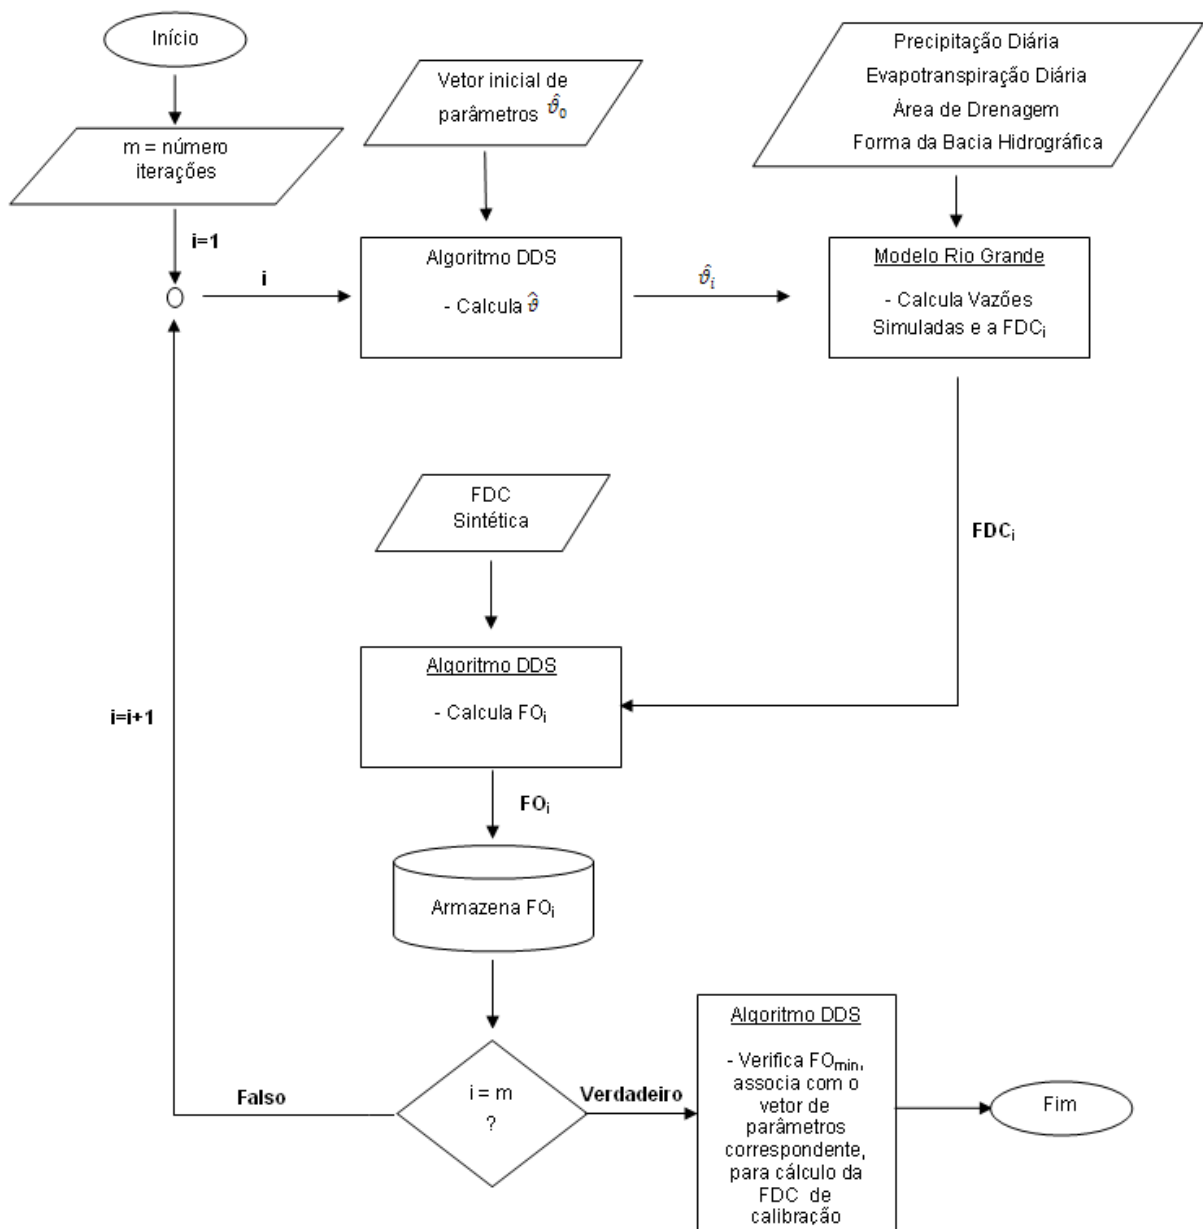 Início
m = número
iterações
i=1
i
Vetor inicial de
parâmetros ϑ̂₀
Algoritmo DDS
- Calcula ϑ̂
ϑ̂ᵢ
Precipitação Diária
Evapotranspiração Diária
Área de Drenagem
Forma da Bacia Hidrográfica
Modelo Rio Grande
- Calcula Vazões
Simuladas e a FDCᵢ
FDCᵢ
FDC
Sintética
Algoritmo DDS
- Calcula FOᵢ
FOᵢ
Armazena FOᵢ
i=i+1
i = m
?
Falso
Verdadeiro
Algoritmo DDS
- Verifica FOmin,
associa com o
vetor de
parâmetros
correspondente,
para cálculo da
FDC de
calibração
Fim